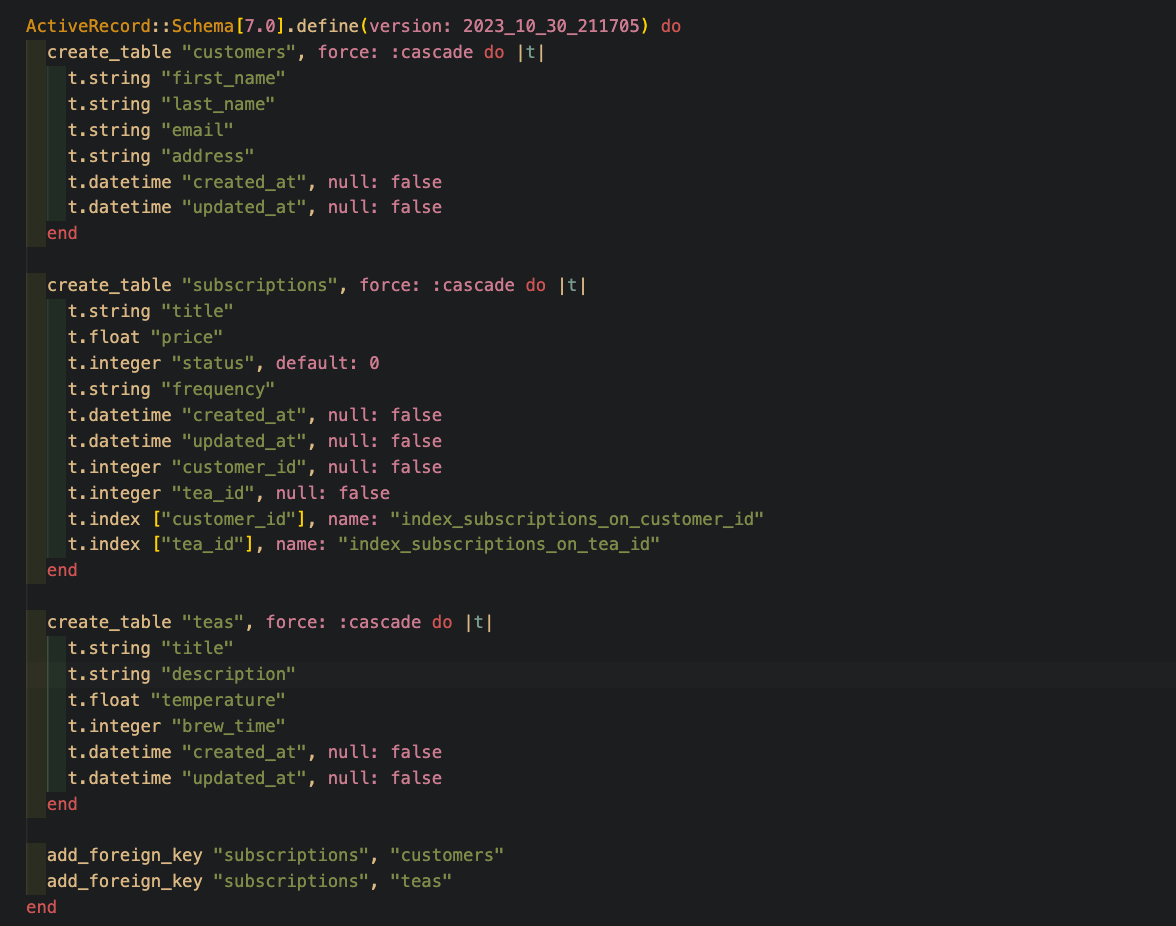 ActiveRecord::Schema[7.0].define(version: 2023_10_30_211705) do
  create_table "customers", force: :cascade do |t|
    t.string "first_name"
    t.string "last_name"
    t.string "email"
    t.string "address"
    t.datetime "created_at", null: false
    t.datetime "updated_at", null: false
  end

  create_table "subscriptions", force: :cascade do |t|
    t.string "title"
    t.float "price"
    t.integer "status", default: 0
    t.string "frequency"
    t.datetime "created_at", null: false
    t.datetime "updated_at", null: false
    t.integer "customer_id", null: false
    t.integer "tea_id", null: false
    t.index ["customer_id"], name: "index_subscriptions_on_customer_id"
    t.index ["tea_id"], name: "index_subscriptions_on_tea_id"
  end

  create_table "teas", force: :cascade do |t|
    t.string "title"
    t.string "description"
    t.float "temperature"
    t.integer "brew_time"
    t.datetime "created_at", null: false
    t.datetime "updated_at", null: false
  end

  add_foreign_key "subscriptions", "customers"
  add_foreign_key "subscriptions", "teas"
end